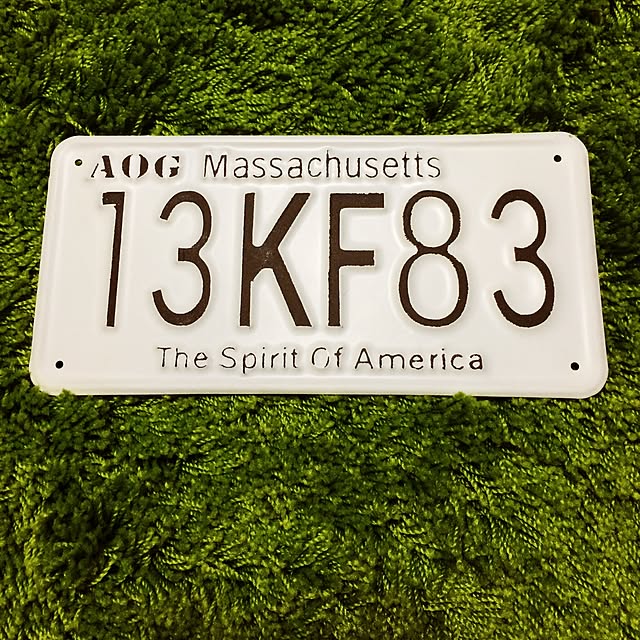 AOG Massachusetts
13KF83
The Spirit Of America